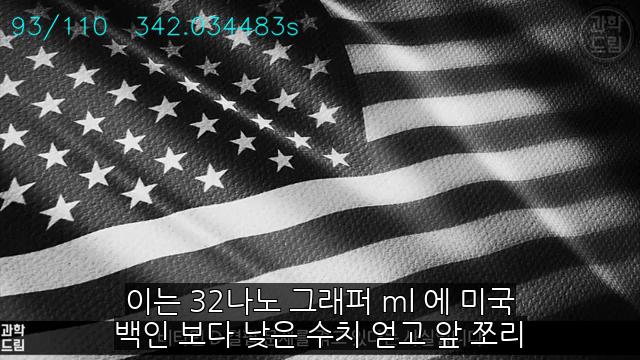 93/110 342.034483s
과학
드림
이는 32나노 그래퍼 ml 에 미국
백인 보다 낮은 수치 얻고 앞 쪼리
과학
드림